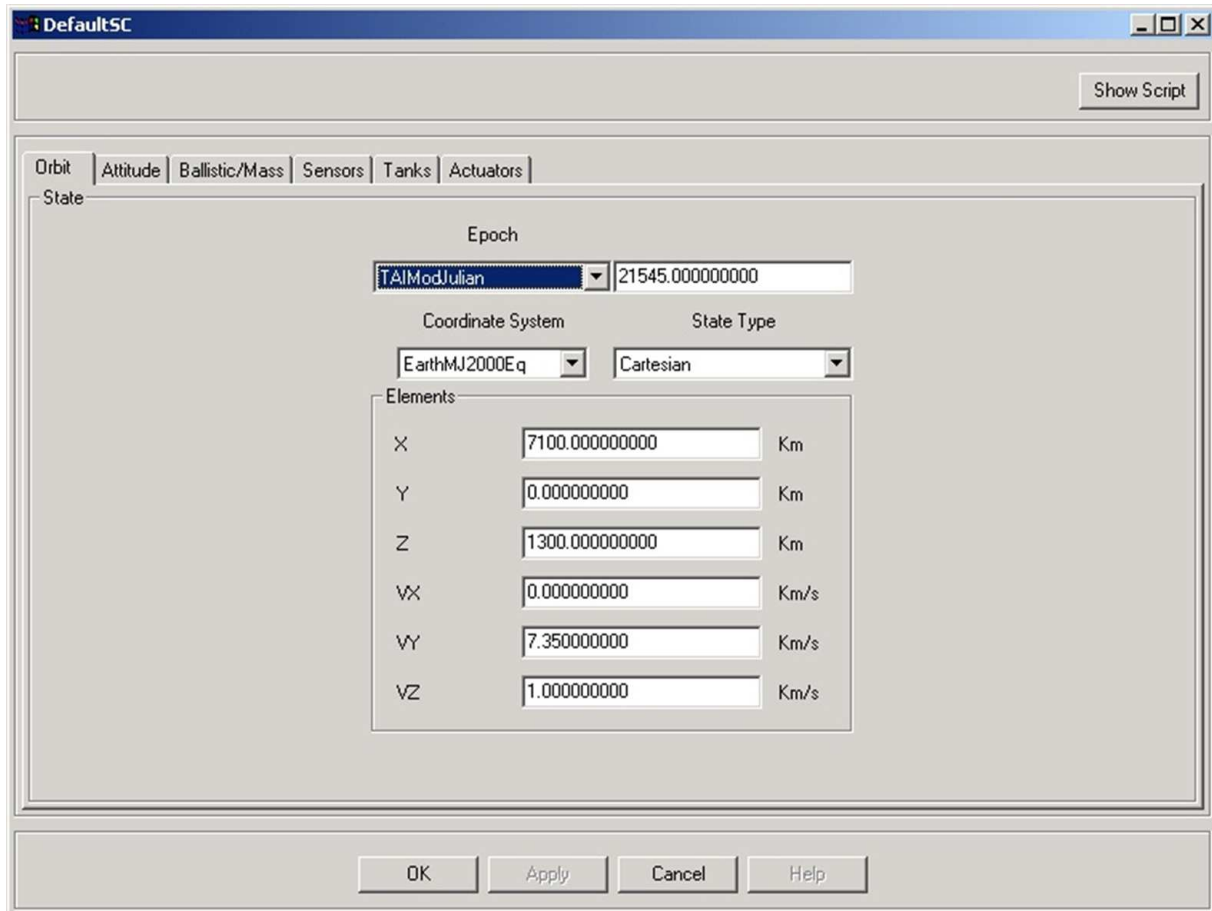 DefaultSC
Show Script
Orbit Attitude Ballistic/Mass Sensors Tanks Actuators
State
Epoch
TAIModJulian 21545.000000000
Coordinate System State Type
EarthMJ2000Eq Cartesian
Elements
X 7100.000000000 Km
Y 0.000000000 Km
Z 1300.000000000 Km
VX 0.000000000 Km/s
VY 7.350000000 Km/s
VZ 1.000000000 Km/s
OK Apply Cancel Help